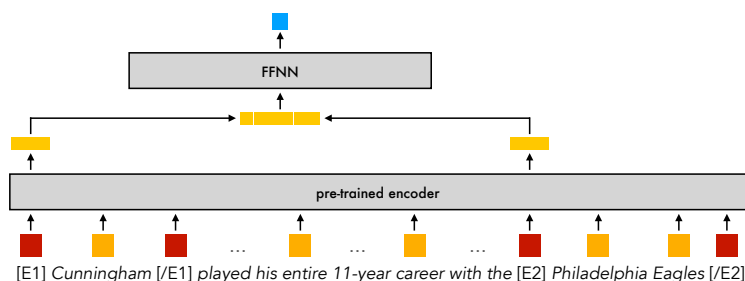 FFNN
pre-trained encoder
... ... ...
[E1] Cunningham [/E1] played his entire 11-year career with the [E2] Philadelphia Eagles [/E2]